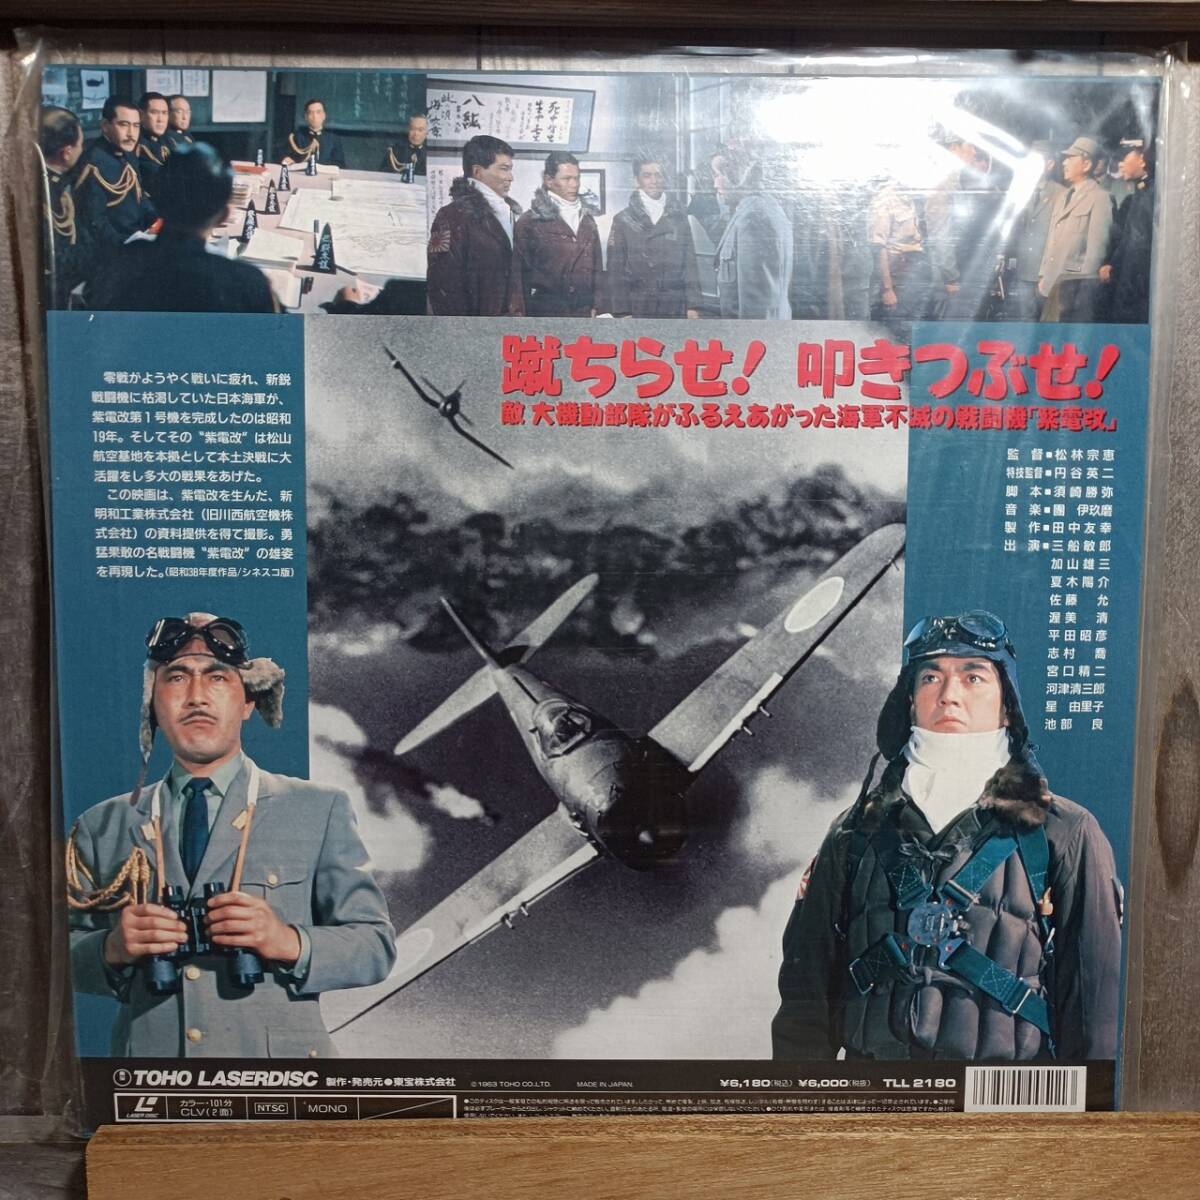 八紘
蹴ちらせ! 叩きつぶせ!
敵 大機動部隊がふるえあがった海軍不滅の戦闘機「紫電改」
零戦がようやく戦いに疲れ、新鋭
戦闘機に枯渇していた日本海軍が、
紫電改第1号機を完成したのは昭和
19年。そしてその“紫電改”は松山
航空基地を本拠として本土決戦に大
活躍をし多大の戦果をあげた。
この映画は、紫電改を生んだ、新
明和工業株式会社(旧川西航空機株
式会社)の資料提供を得て撮影。勇
猛果敢の名戦闘機“紫電改”の雄姿
を再現した。(昭和38年度作品/シネスコ版)
監督■松林宗恵
特技監督■円谷英二
脚本■須崎勝弥
音楽■團 伊玖磨
製作■田中友幸
出演■三船敏郎
加山雄三
夏木陽介
佐藤 允
渥美 清
平田昭彦
志村 喬
宮口精二
河津清三郎
星 由里子
池部 良
TOHO LASERDISC 製作・発売元●東宝株式会社 ©1963 TOHO CO.LTD. MADE IN JAPAN. ¥6,180(税込) ¥6,000(税抜) TLL 2180
LASER DISC カラー・101分 CLV(2面) NTSC MONO